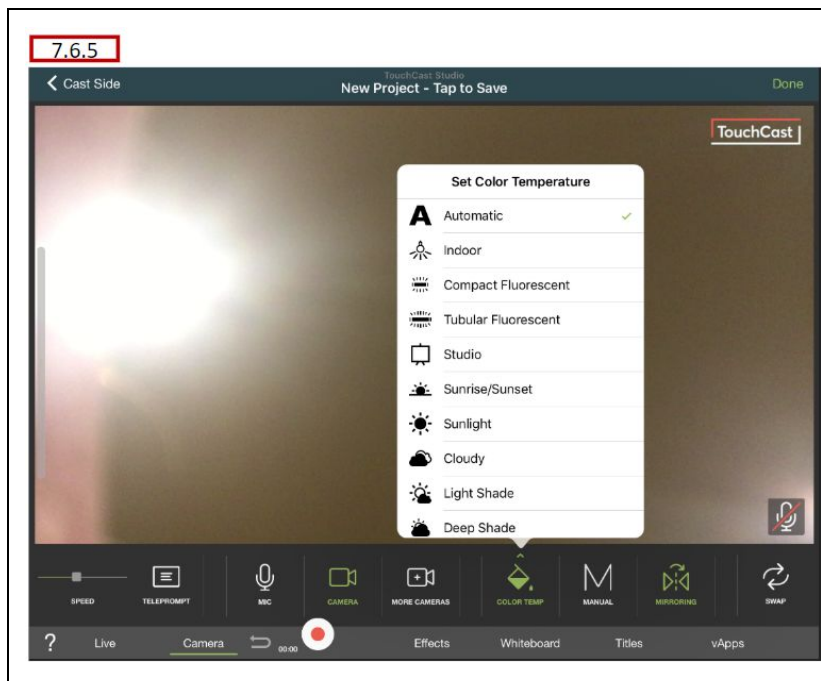 7.6.5
Cast Side
TouchCast Studio
New Project - Tap to Save
Done
TouchCast
Set Color Temperature
A Automatic
Indoor
Compact Fluorescent
Tubular Fluorescent
Studio
Sunrise/Sunset
Sunlight
Cloudy
Light Shade
Deep Shade
SPEED
TELEPROMPT
MIC
CAMERA
MORE CAMERAS
COLOR TEMP
M
MANUAL
MIRRORING
SWAP
? Live Camera 00:00 Effects Whiteboard Titles vApps